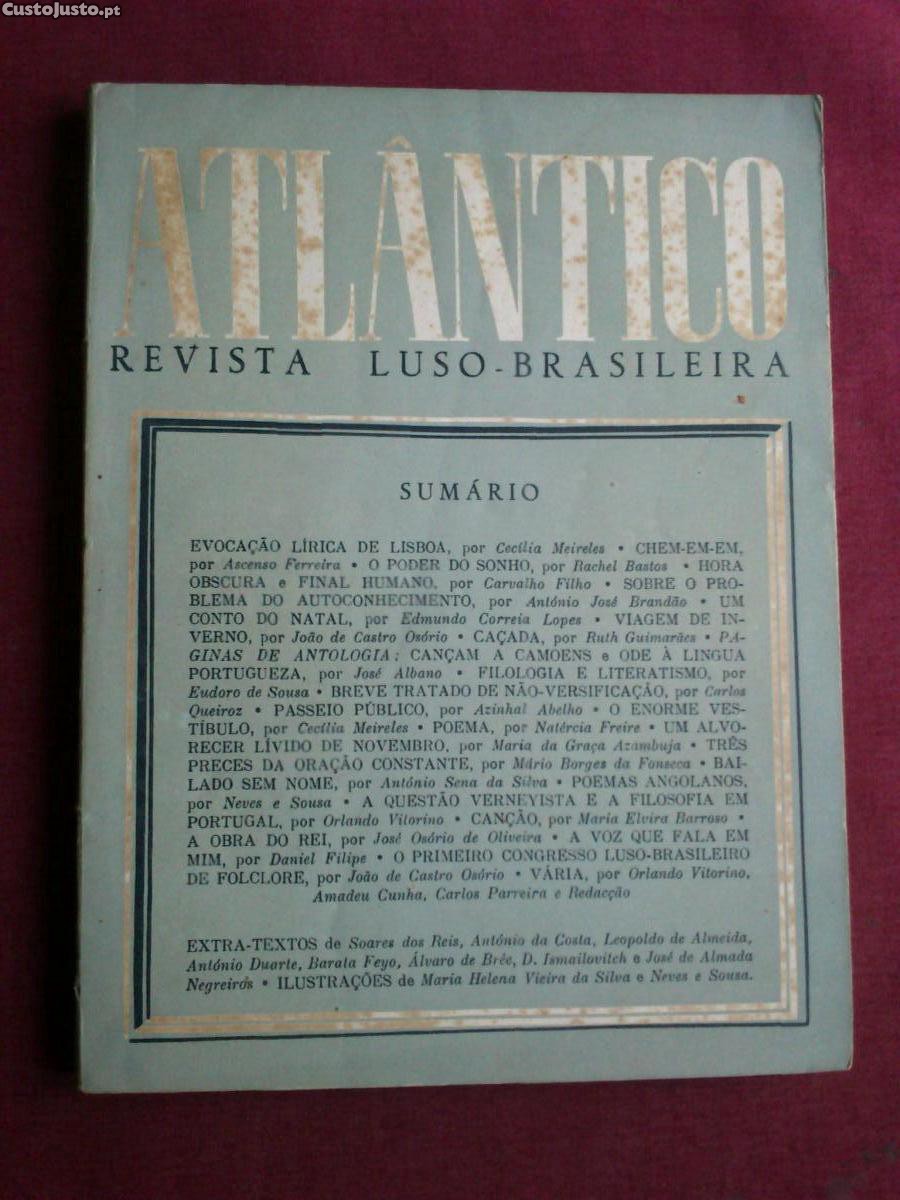 CustoJusto.pt
ATLÂNTICO
REVISTA LUSO-BRASILEIRA
SUMÁRIO
EVOCAÇÃO LÍRICA DE LISBOA, por Cecília Meireles • CHEM-EM-EM,
por Ascenso Ferreira • O PODER DO SONHO, por Rachel Bastos • HORA
OBSCURA e FINAL HUMANO, por Carvalho Filho • SOBRE O PRO-
BLEMA DO AUTOCONHECIMENTO, por António José Brandão • UM
CONTO DO NATAL, por Edmundo Correia Lopes • VIAGEM DE IN-
VERNO, por João de Castro Osório • CAÇADA, por Ruth Guimarães • PÁ-
GINAS DE ANTOLOGIA: CANÇAM A CAMOENS e ODE À LINGUA
PORTUGUEZA, por José Albano • FILOLOGIA E LITERATISMO, por
Eudoro de Sousa • BREVE TRATADO DE NÃO-VERSIFICAÇÃO, por Carlos
Queiroz • PASSEIO PÚBLICO, por Azinhal Abelho • O ENORME VES-
TÍBULO, por Cecília Meireles • POEMA, por Natércia Freire • UM ALVO-
RECER LÍVIDO DE NOVEMBRO, por Maria da Graça Azambuja • TRÊS
PRECES DA ORAÇÃO CONSTANTE, por Mário Borges da Fonseca • BAI-
LADO SEM NOME, por António Sena da Silva • POEMAS ANGOLANOS,
por Neves e Sousa • A QUESTÃO VERNEYISTA E A FILOSOFIA EM
PORTUGAL, por Orlando Vitorino • CANÇÃO, por Maria Elvira Barroso •
A OBRA DO REI, por José Osório de Oliveira • A VOZ QUE FALA EM
MIM, por Daniel Filipe • O PRIMEIRO CONGRESSO LUSO-BRASILEIRO
DE FOLCLORE, por João de Castro Osório • VÁRIA, por Orlando Vitorino,
Amadeu Cunha, Carlos Parreira e Redacção
EXTRA-TEXTOS de Soares dos Reis, António da Costa, Leopoldo de Almeida,
António Duarte, Barata Feyo, Álvaro de Brée, D. Ismailovitch e José de Almada
Negreirós • ILUSTRAÇÕES de Maria Helena Vieira da Silva e Neves e Sousa.